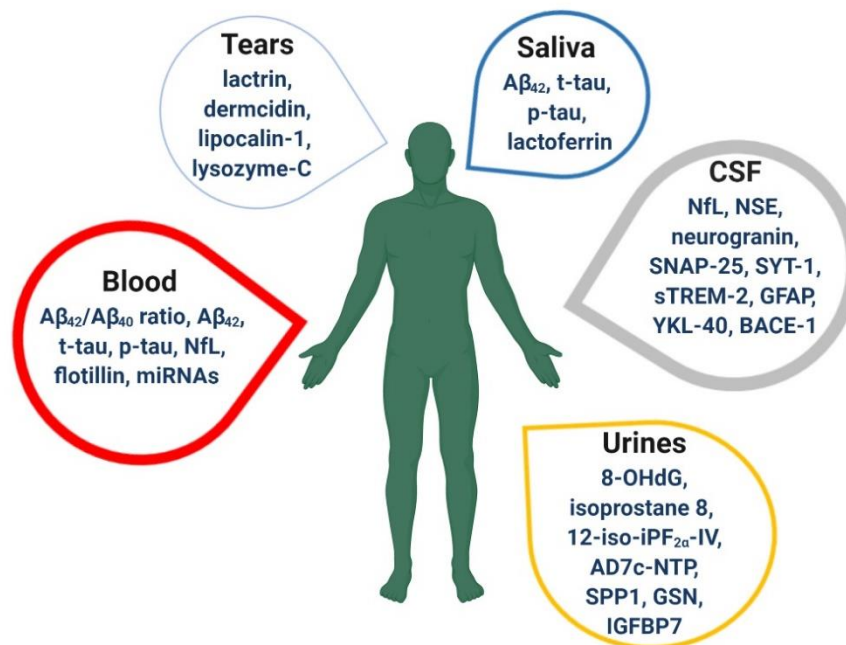 Tears
lactrin,
dermcidin,
lipocalin-1,
lysozyme-C
Saliva
Aβ₄₂, t-tau,
p-tau,
lactoferrin
CSF
NfL, NSE,
neurogranin,
SNAP-25, SYT-1,
sTREM-2, GFAP,
YKL-40, BACE-1
Blood
Aβ₄₂/Aβ₄₀ ratio, Aβ₄₂,
t-tau, p-tau, NfL,
flotillin, miRNAs
Urines
8-OHdG,
isoprostane 8,
12-iso-iPF₂α-IV,
AD7c-NTP,
SPP1, GSN,
IGFBP7